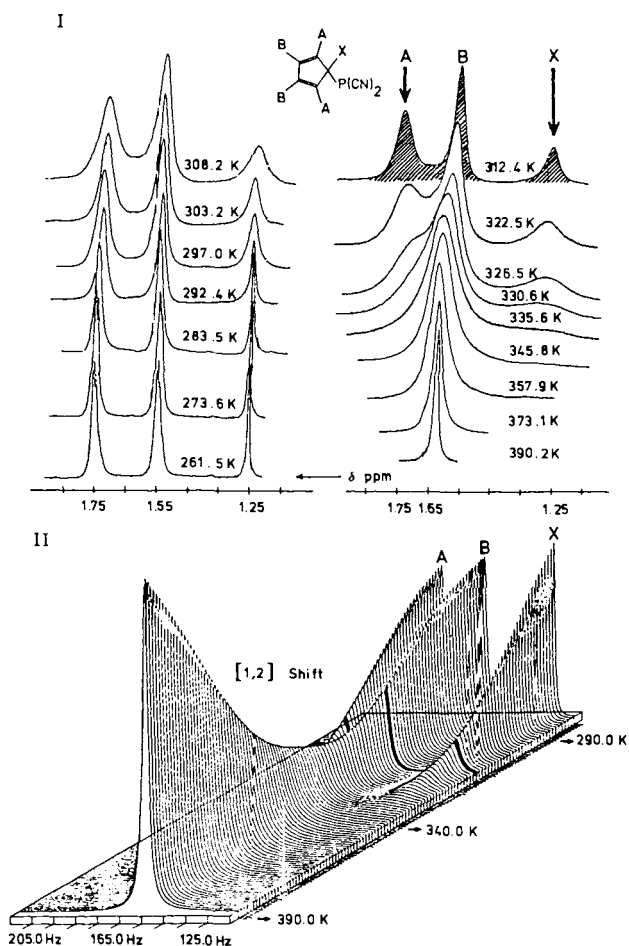 I
A
X
B
B
A
P(CN)2
A
B
X
308.2 K
303.2 K
297.0 K
292.4 K
283.5 K
273.6 K
261.5 K
312.4 K
322.5 K
326.5 K
330.6 K
335.6 K
345.8 K
357.9 K
373.1 K
390.2 K
δ ppm
1.75 1.55 1.25
1.75 1.65 1.25
II
A
B
X
[1,2] Shift
290.0 K
340.0 K
390.0 K
205.0 Hz 165.0 Hz 125.0 Hz